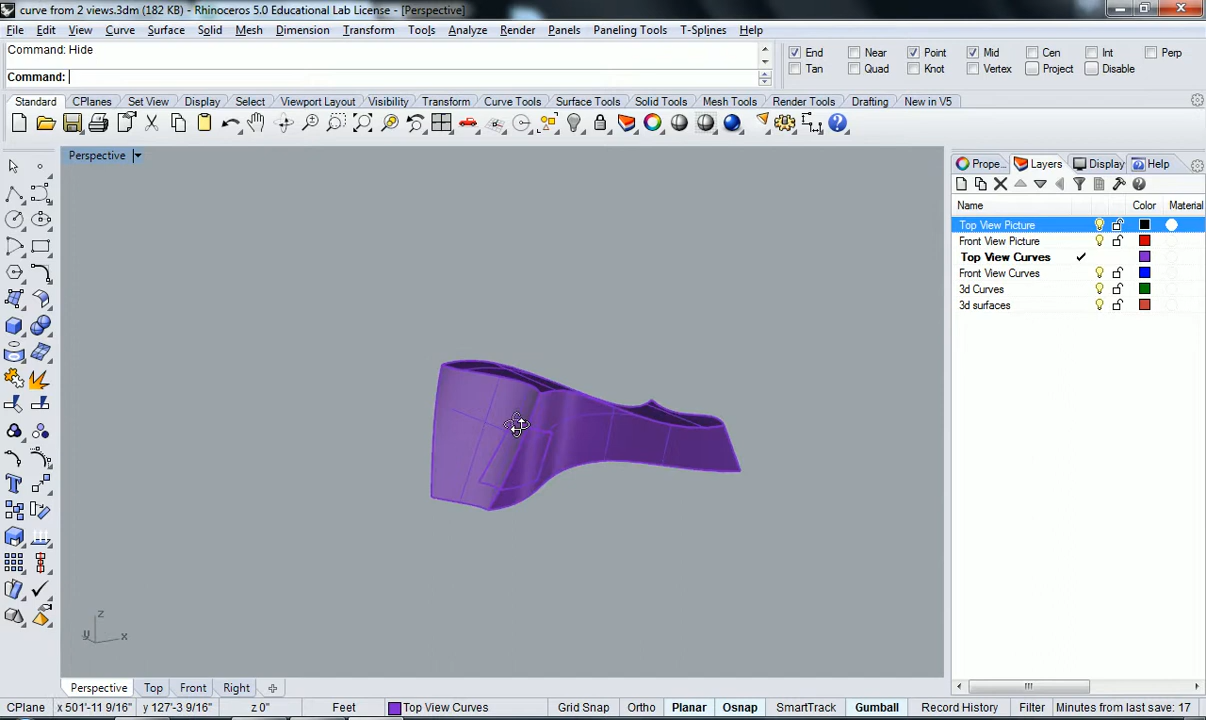 curve from 2 views.3dm (182 KB) - Rhinoceros 5.0 Educational Lab License - [Perspective]
File Edit View Curve Surface Solid Mesh Dimension Transform Tools Analyze Render Panels Paneling Tools T-Splines Help
Command: Hide
Command:
End Near Point Mid Cen Int Perp
Tan Quad Knot Vertex Project Disable
Standard CPlanes Set View Display Select Viewport Layout Visibility Transform Curve Tools Surface Tools Solid Tools Mesh Tools Render Tools Drafting New in V5
Perspective
Prope... Layers Display Help
Name Color Material
Top View Picture
Front View Picture
Top View Curves
Front View Curves
3d Curves
3d surfaces
z
y x
Perspective Top Front Right
CPlane x 501'-11 9/16" y 127'-3 9/16" z 0" Feet Top View Curves Grid Snap Ortho Planar Osnap SmartTrack Gumball Record History Filter Minutes from last save: 17